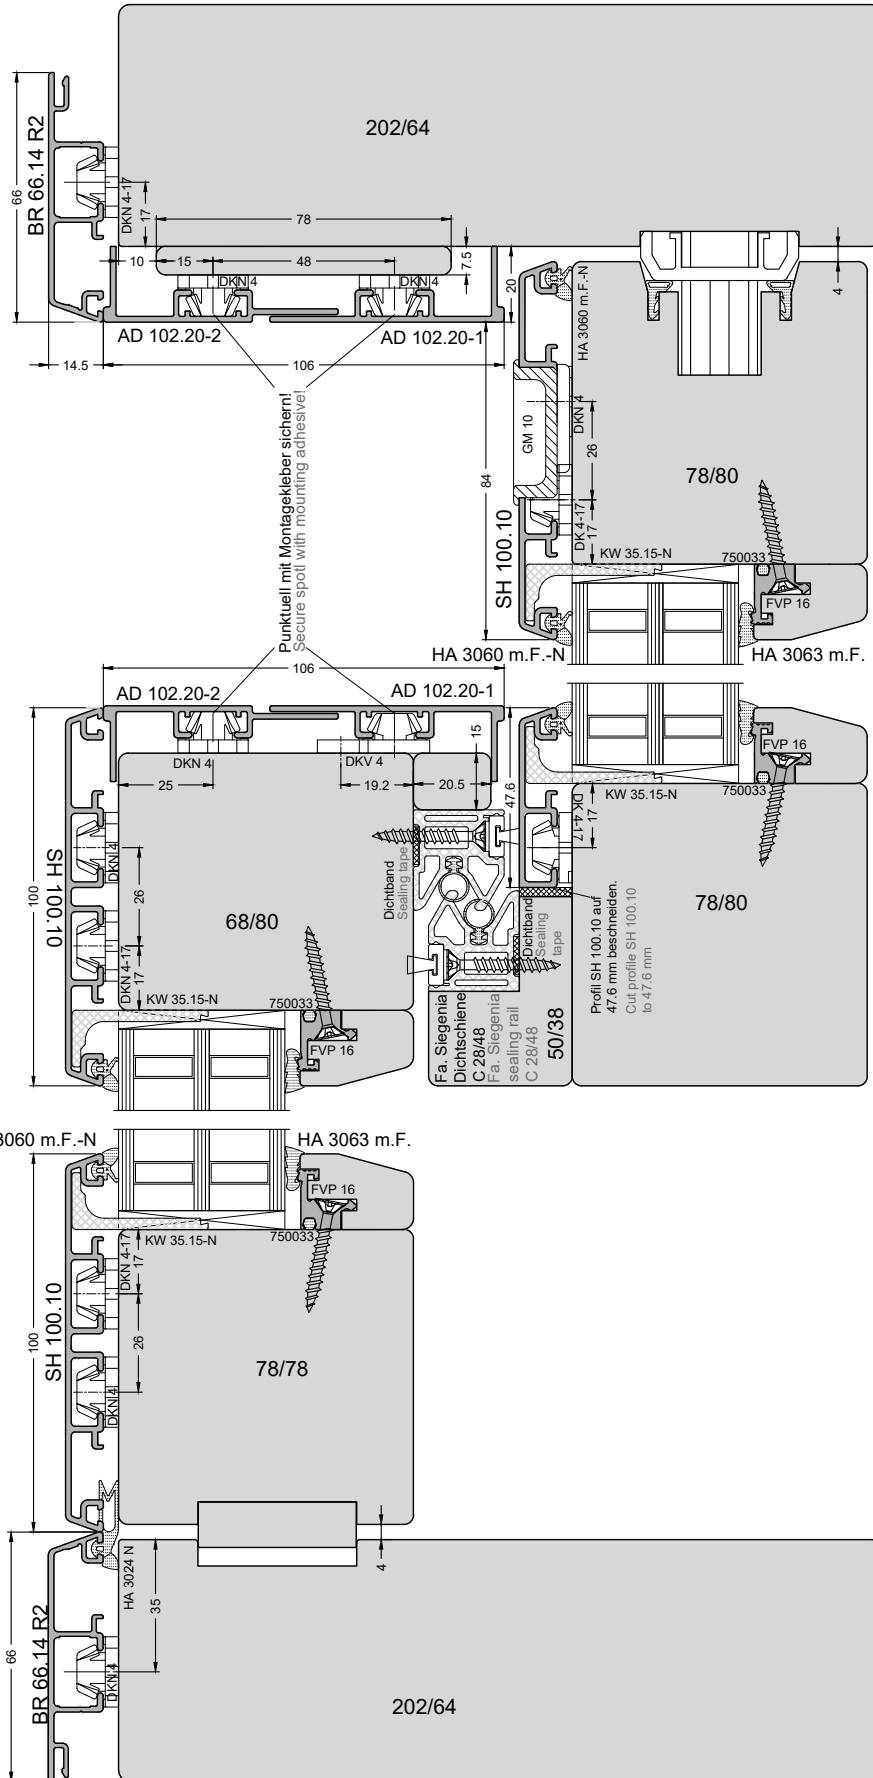 202/64
BR 66.14 R2
66
DKN 4-17
17
78
10
15
48
DKN 4
DKN 4
7.5
20
AD 102.20-2
AD 102.20-1
14.5
106
Punktuell mit Montagekleber sichern!
Secure spotl with mounting adhesive!
84
HA 3060 m.F.-N
4
GM 10
DKN 4
26
78/80
SH 100.10
DK 4-17
17
KW 35.15-N
750033
FVP 16
HA 3060 m.F.-N
HA 3063 m.F.
106
AD 102.20-2
AD 102.20-1
15
DKN 4
DKV 4
25
19.2
20.5
47.6
FVP 16
KW 35.15-N
750033
DK 4-17
17
100
SH 100.10
DKN 4
26
68/80
DKN 4-17
17
Dichtband
Sealing tape
Dichtband
Sealing
tape
78/80
Profil SH 100.10 auf
47.6 mm beschneiden.
Cut profile SH 100.10
to 47.6 mm
KW 35.15-N
750033
FVP 16
Fa. Siegenia
Dichtschiene
C 28/48
Fa. Siegenia
sealing rail
C 28/48
50/38
3060 m.F.-N
HA 3063 m.F.
FVP 16
KW 35.15-N
750033
DKN 4-17
17
100
SH 100.10
26
78/78
DKN 4
HA 3024 N
4
35
66
BR 66.14 R2
DKN 4
202/64